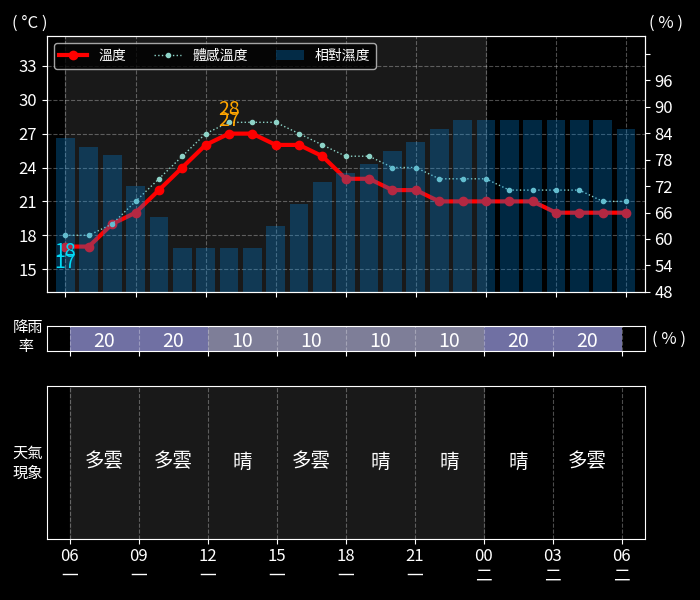 ( °C )
( % )
溫度
體感溫度
相對濕度
33
30
27
24
21
18
15
96
90
84
78
72
66
60
54
48
28
27
18
17
降雨
率
20
20
10
10
10
10
20
20
( % )
天氣
現象
多雲
多雲
晴
多雲
晴
晴
晴
多雲
06
09
12
15
18
21
00
03
06
一
一
一
一
一
一
二
二
二